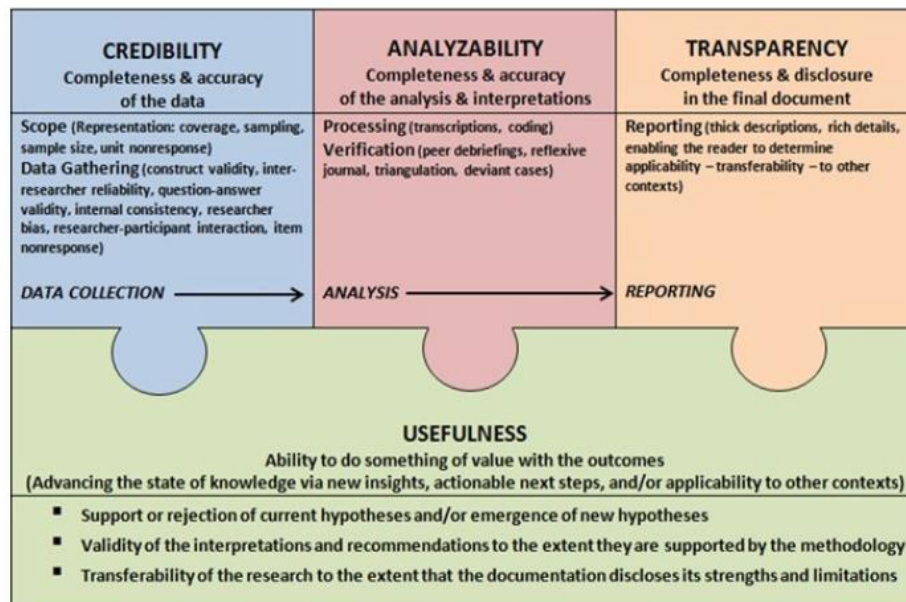 CREDIBILITY
Completeness & accuracy
of the data
Scope (Representation: coverage, sampling,
sample size, unit nonresponse)
Data Gathering (construct validity, inter-
researcher reliability, question-answer
validity, internal consistency, researcher
bias, researcher-participant interaction, item
nonresponse)
DATA COLLECTION
ANALYZABILITY
Completeness & accuracy
of the analysis & interpretations
Processing (transcriptions, coding)
Verification (peer debriefings, reflexive
journal, triangulation, deviant cases)
ANALYSIS
TRANSPARENCY
Completeness & disclosure
in the final document
Reporting (thick descriptions, rich details,
enabling the reader to determine
applicability – transferability – to other
contexts)
REPORTING
USEFULNESS
Ability to do something of value with the outcomes
(Advancing the state of knowledge via new insights, actionable next steps, and/or applicability to other contexts)
▪ Support or rejection of current hypotheses and/or emergence of new hypotheses
▪ Validity of the interpretations and recommendations to the extent they are supported by the methodology
▪ Transferability of the research to the extent that the documentation discloses its strengths and limitations